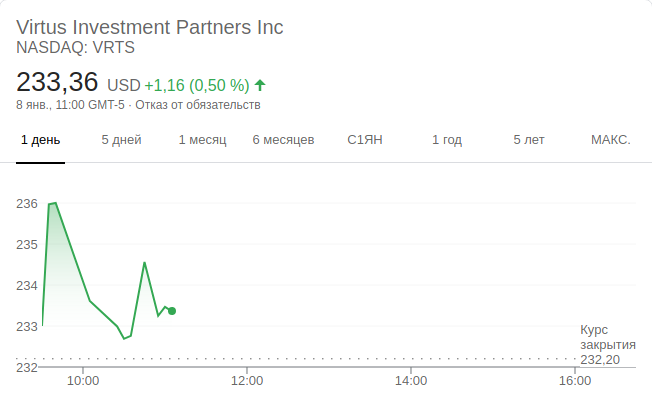 Virtus Investment Partners Inc
NASDAQ: VRTS
233,36 USD +1,16 (0,50 %)
8 янв., 11:00 GMT-5 · Отказ от обязательств
1 день 5 дней 1 месяц 6 месяцев С1ЯН 1 год 5 лет МАКС.
236
235
234
233
Курс
закрытия
232,20
232
10:00 12:00 14:00 16:00